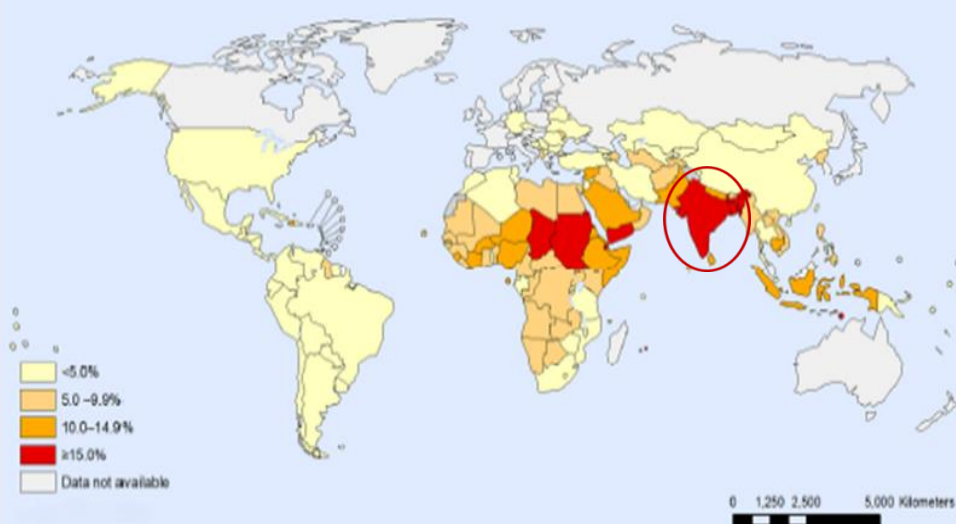 <5.0%
5.0 –9.9%
10.0–14.9%
≥15.0%
Data not available
0 1,250 2,500 5,000 Kilometers